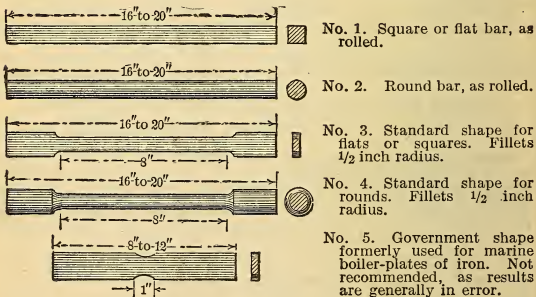 16"to 20"
No. 1. Square or flat bar, as
rolled.
16"to-20"
No. 2. Round bar, as rolled.
16"to 20"
No. 3. Standard shape for
flats or squares. Fillets
1/2 inch radius.
8"
16"to-20"
No. 4. Standard shape for
rounds. Fillets 1/2 inch
radius.
8"
8"to-12"
No. 5. Government shape
formerly used for marine
boiler-plates of iron. Not
recommended, as results
are generally in error.
1"